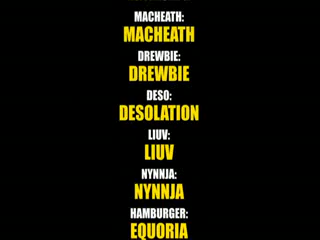 MACHEATH:
MACHEATH
DREWBIE:
DREWBIE
DESO:
DESOLATION
LIUV:
LIUV
NYNNJA:
NYNNJA
HAMBURGER:
EQUORIA